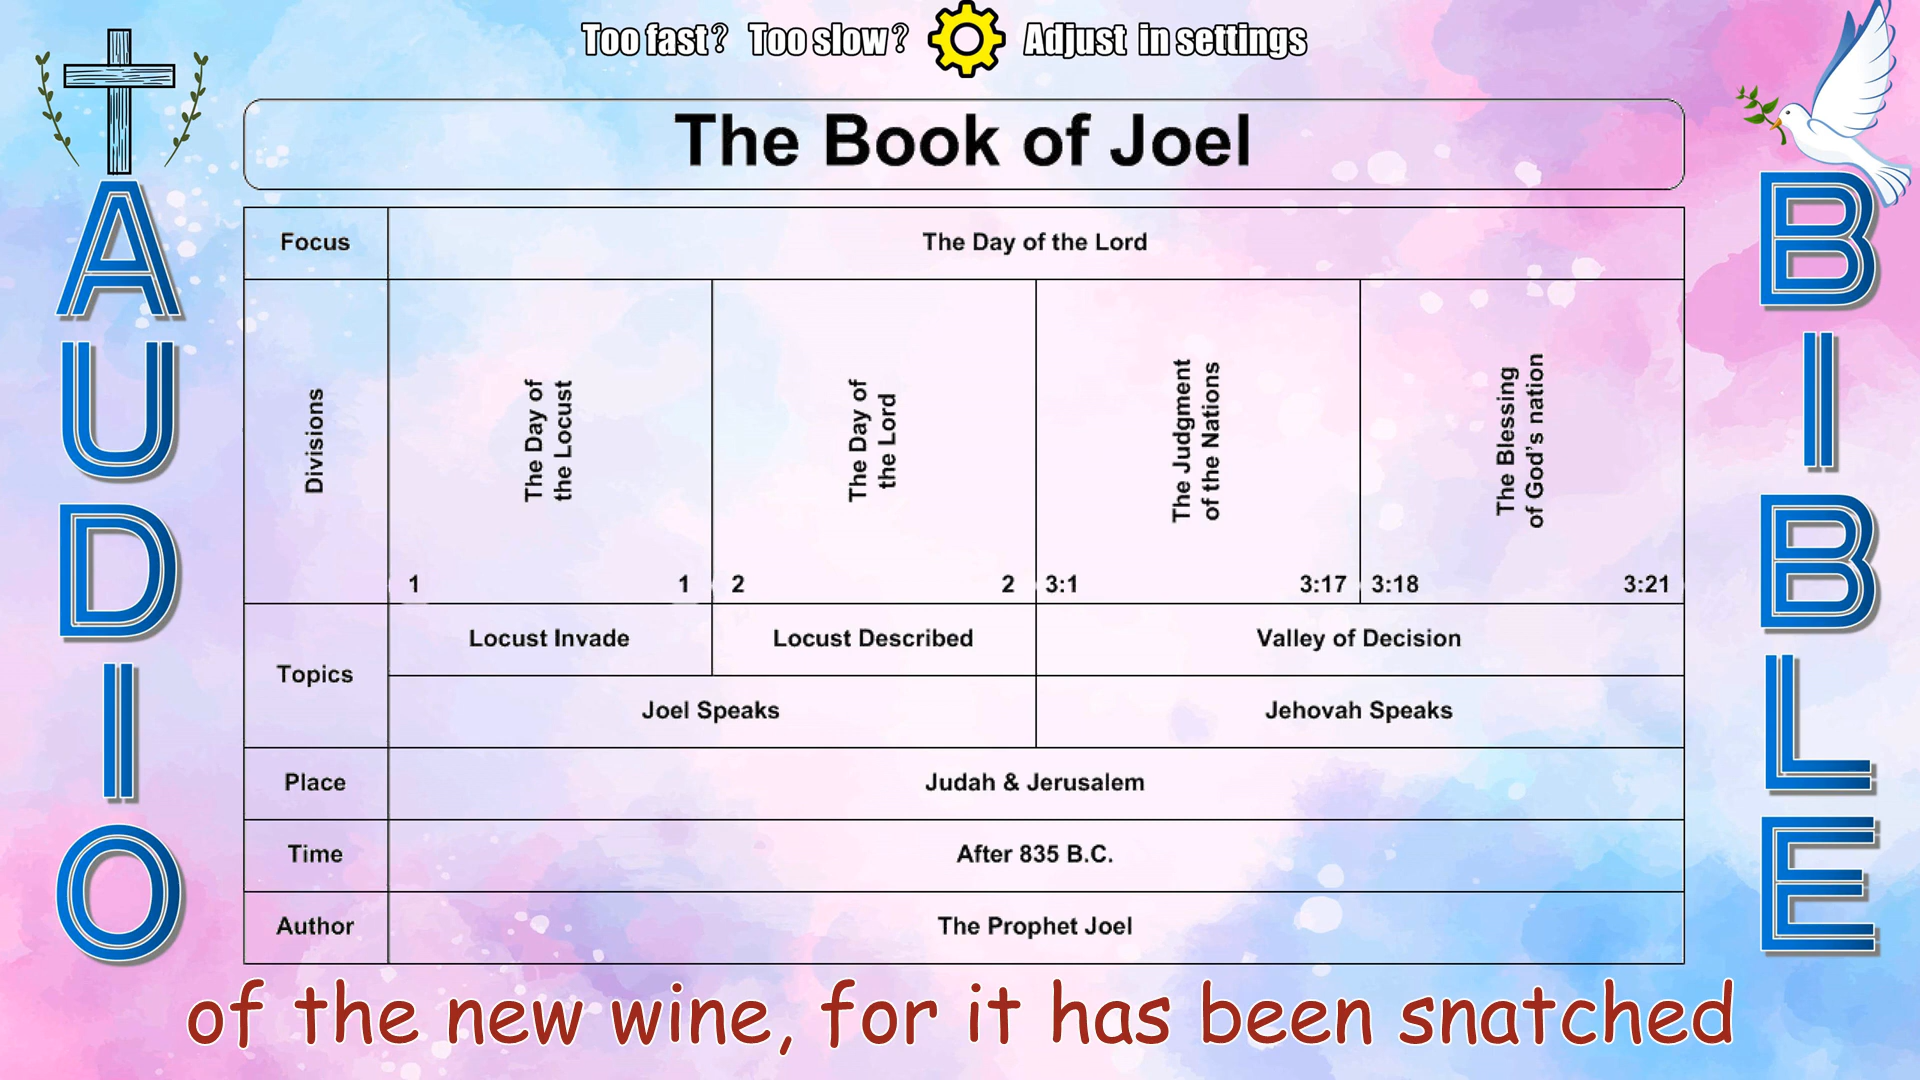 Too fast? Too slow? Adjust in settings
AUDIO
BIBLE
The Book of Joel
Focus
The Day of the Lord
Divisions
The Day of
the Locust
1 1
The Day of
the Lord
2 2
The Judgment
of the Nations
3:1 3:17
The Blessing
of God's nation
3:18 3:21
Topics
Locust Invade
Locust Described
Valley of Decision
Joel Speaks
Jehovah Speaks
Place
Judah & Jerusalem
Time
After 835 B.C.
Author
The Prophet Joel
of the new wine, for it has been snatched